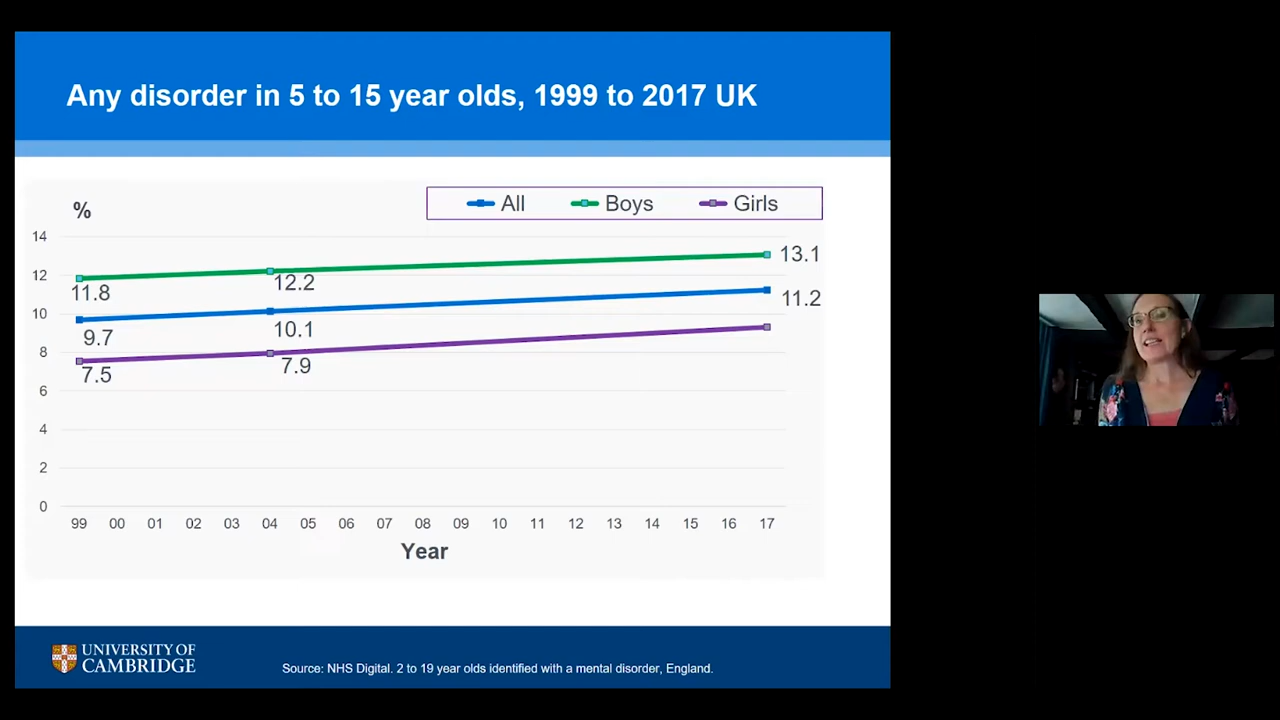 Any disorder in 5 to 15 year olds, 1999 to 2017 UK
%
All Boys Girls
14
13.1
12
12.2
11.8
11.2
10
10.1
9.7
8
7.9
7.5
6
4
2
0
99 00 01 02 03 04 05 06 07 08 09 10 11 12 13 14 15 16 17
Year
UNIVERSITY OF
CAMBRIDGE
Source: NHS Digital. 2 to 19 year olds identified with a mental disorder, England.